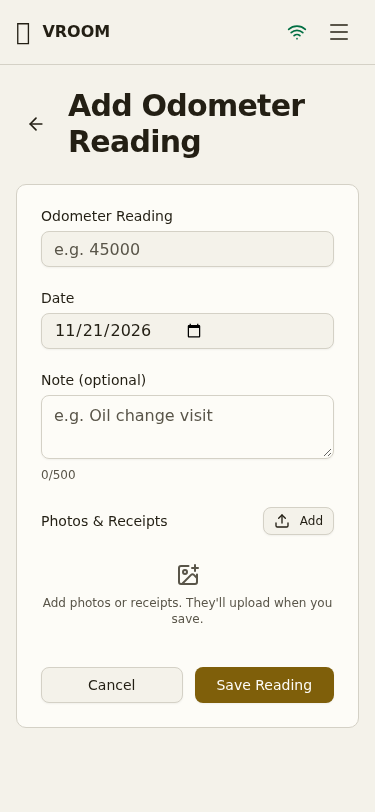 VROOM
Add Odometer
Reading
Odometer Reading
e.g. 45000
Date
11/21/2026
Note (optional)
e.g. Oil change visit
0/500
Photos & Receipts
Add
Add photos or receipts. They'll upload when you
save.
Cancel
Save Reading